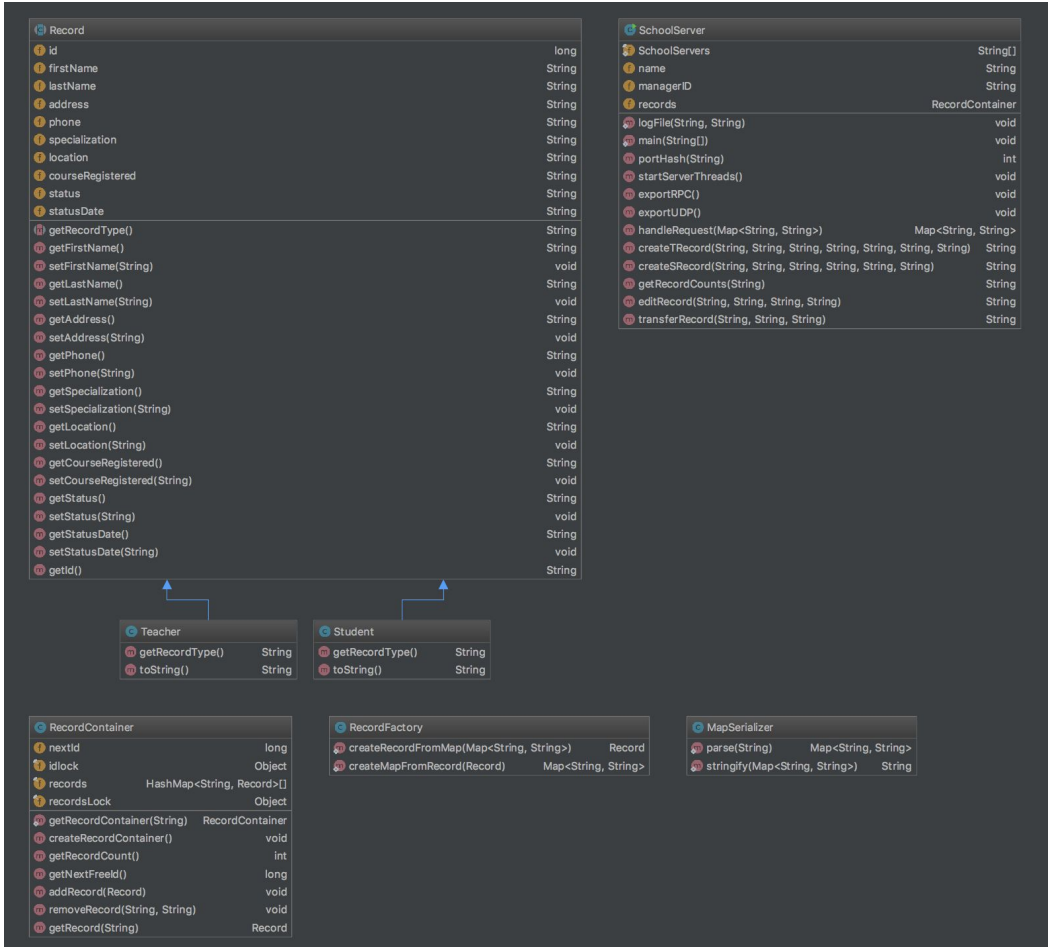 Record
id long
firstName String
lastName String
address String
phone String
specialization String
location String
courseRegistered String
status String
statusDate String
getRecordType() String
getFirstName() String
setFirstName(String) void
getLastName() String
setLastName(String) void
getAddress() String
setAddress(String) void
getPhone() String
setPhone(String) void
getSpecialization() String
setSpecialization(String) void
getLocation() String
setLocation(String) void
getCourseRegistered() String
setCourseRegistered(String) void
getStatus() String
setStatus(String) void
getStatusDate() String
setStatusDate(String) void
getId() String
SchoolServer
SchoolServers String[]
name String
managerID String
records RecordContainer
logFile(String, String) void
main(String[]) void
portHash(String) int
startServerThreads() void
exportRPC() void
exportUDP() void
handleRequest(Map<String, String>) Map<String, String>
createTRecord(String, String, String, String, String, String, String) String
createSRecord(String, String, String, String, String, String) String
getRecordCounts(String) String
editRecord(String, String, String, String) String
transferRecord(String, String, String) String
Teacher
getRecordType() String
toString() String
Student
getRecordType() String
toString() String
RecordContainer
nextId long
idlock Object
records HashMap<String, Record>[]
recordsLock Object
getRecordContainer(String) RecordContainer
createRecordContainer() void
getRecordCount() int
getNextFreeId() long
addRecord(Record) void
removeRecord(String, String) void
getRecord(String) Record
RecordFactory
createRecordFromMap(Map<String, String>) Record
createMapFromRecord(Record) Map<String, String>
MapSerializer
parse(String) Map<String, String>
stringify(Map<String, String>) String